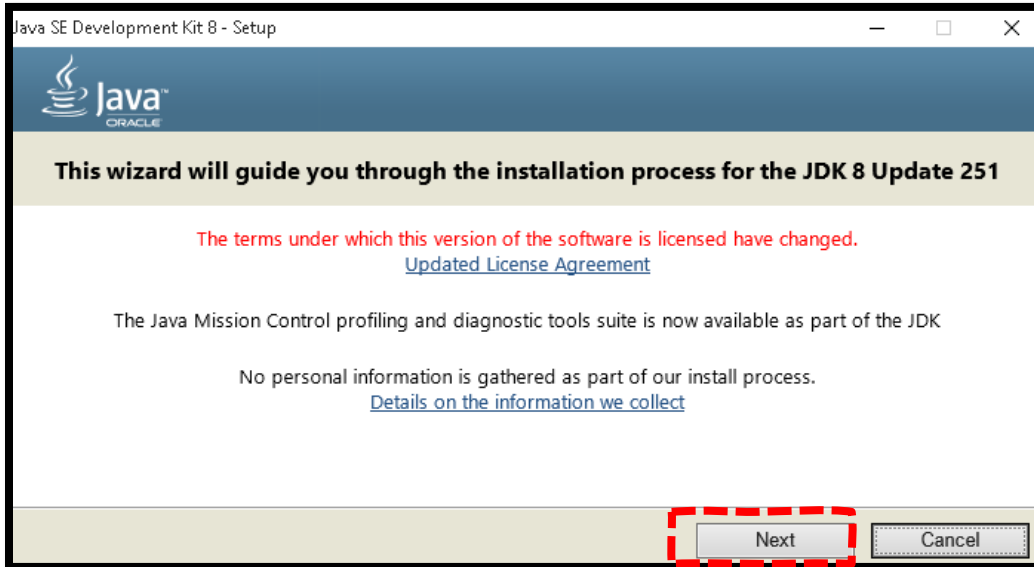 Java SE Development Kit 8 - Setup
Java™
ORACLE
This wizard will guide you through the installation process for the JDK 8 Update 251
The terms under which this version of the software is licensed have changed.
Updated License Agreement
The Java Mission Control profiling and diagnostic tools suite is now available as part of the JDK
No personal information is gathered as part of our install process.
Details on the information we collect
Next Cancel